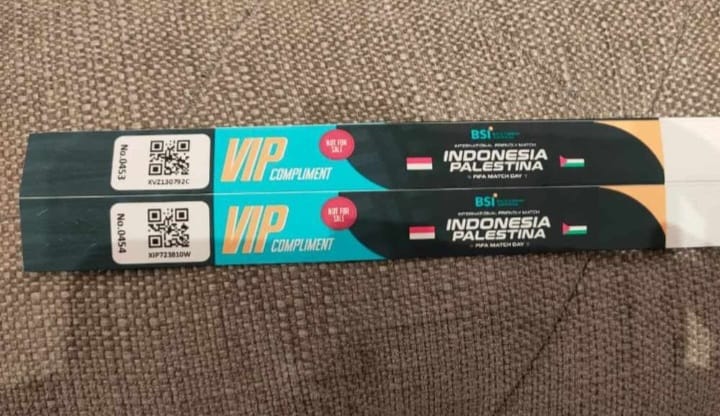 No.0453
XVZ130792C
VIP
COMPLIMENT
NOT FOR
SALE
BSI
INTERNATIONAL FRIENDLY MATCH
INDONESIA
PALESTINA
FIFA MATCH DAY
No.0454
XIP723810W
VIP
COMPLIMENT
NOT FOR
SALE
BSI
INTERNATIONAL FRIENDLY MATCH
INDONESIA
PALESTINA
FIFA MATCH DAY